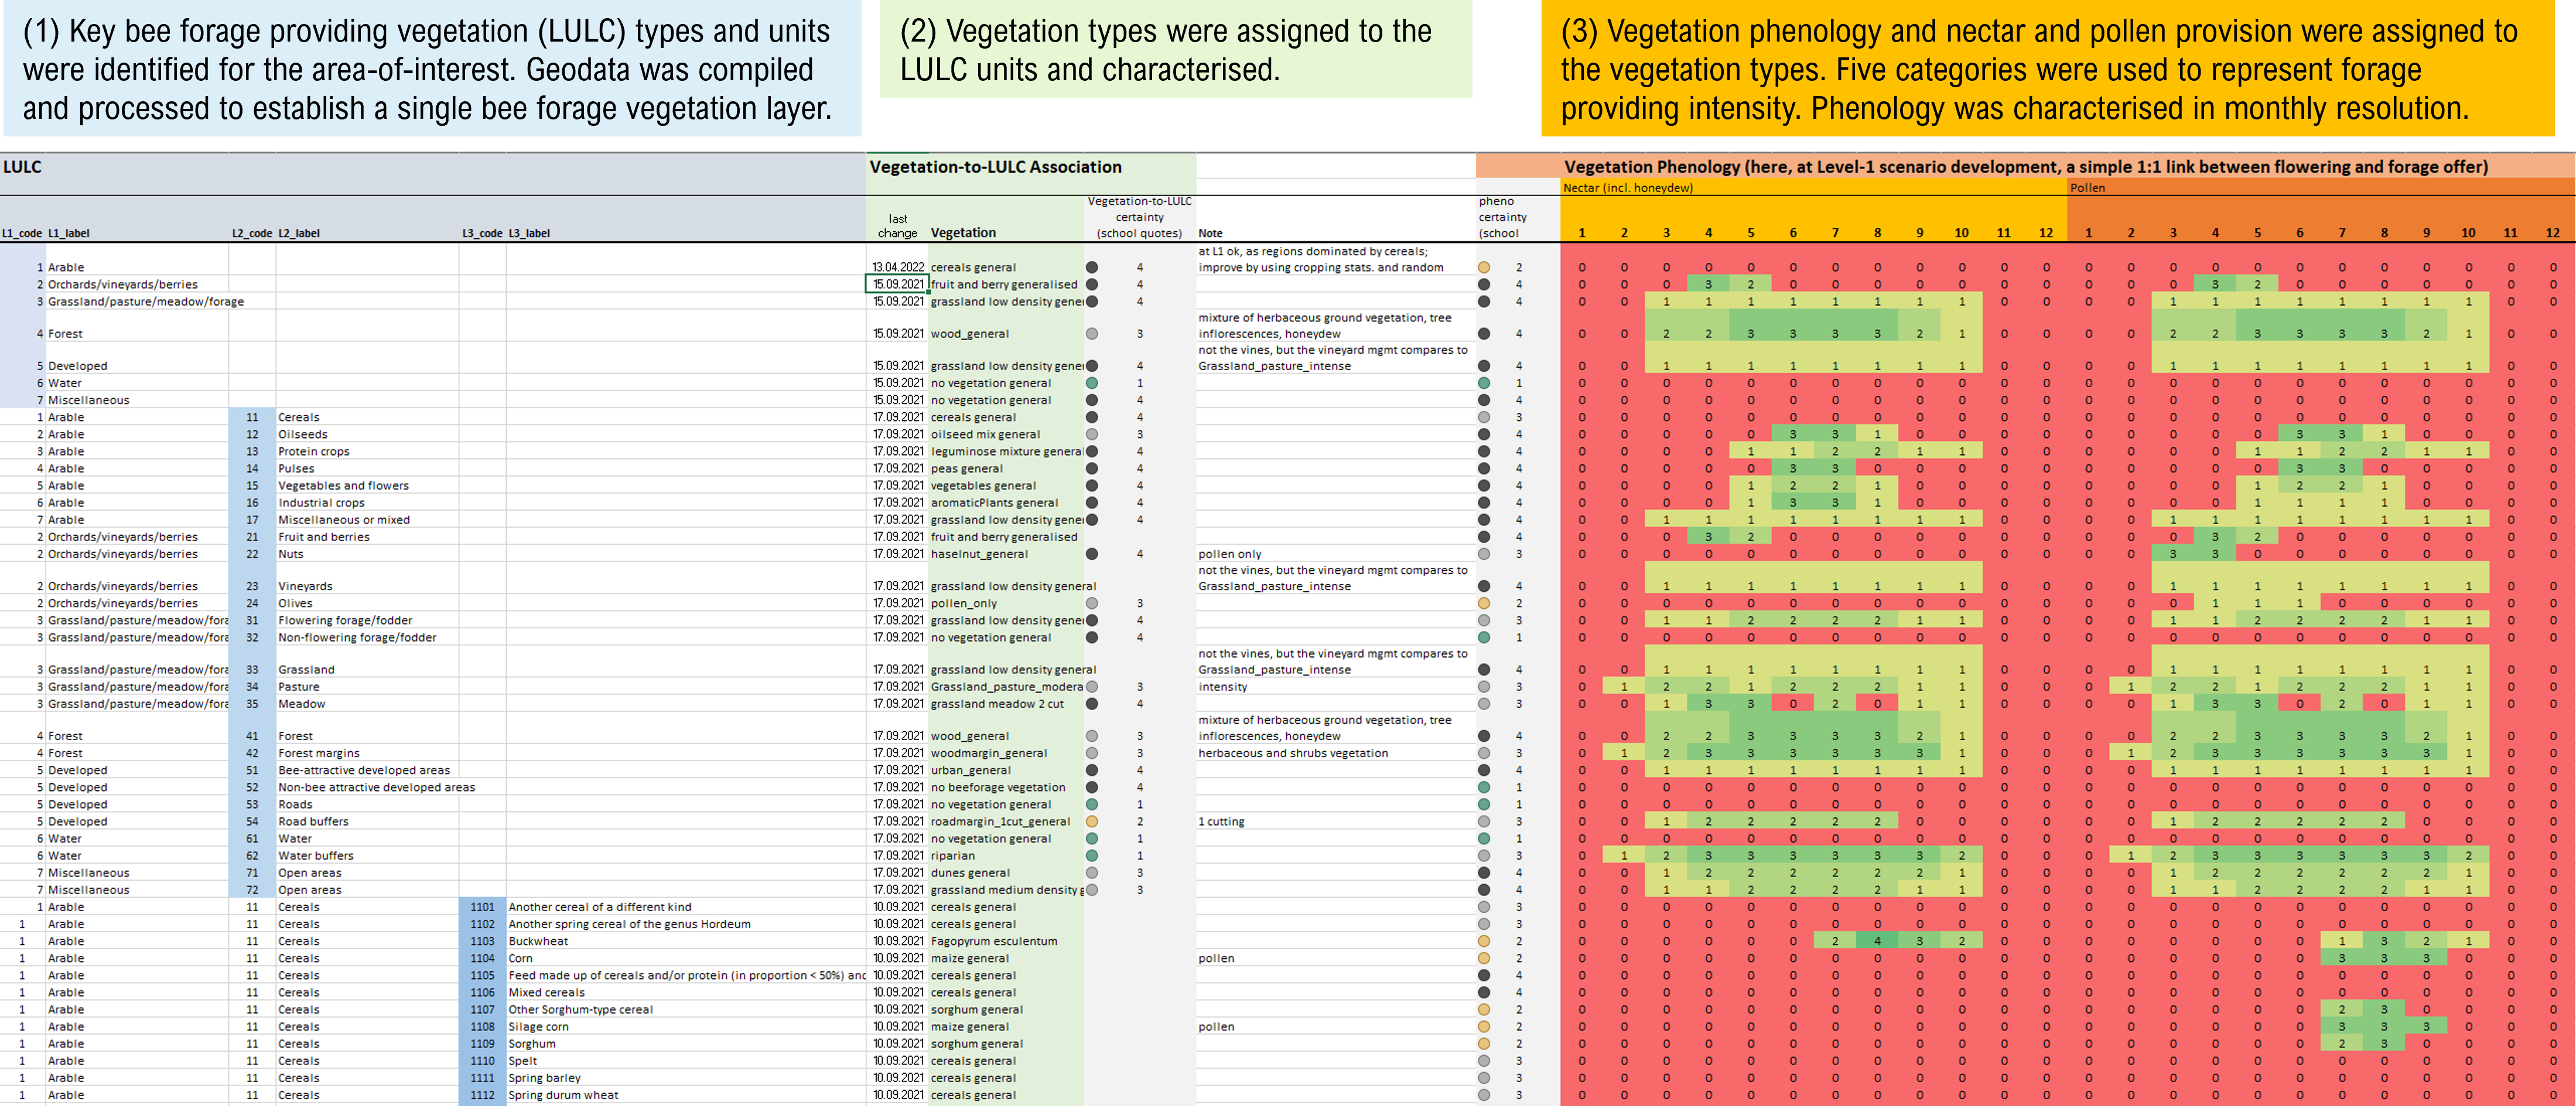 (1) Key bee forage providing vegetation (LULC) types and units
were identified for the area-of-interest. Geodata was compiled
and processed to establish a single bee forage vegetation layer.
(2) Vegetation types were assigned to the
LULC units and characterised.
(3) Vegetation phenology and nectar and pollen provision were assigned to
the vegetation types. Five categories were used to represent forage
providing intensity. Phenology was characterised in monthly resolution.
LULC Vegetation-to-LULC Association Vegetation Phenology (here, at Level-1 scenario development, a simple 1:1 link between flowering and forage offer)
Nectar (incl. honeydew) Pollen
Vegetation-to-LULC certainty (school quotes)
pheno certainty (school
L1_code L1_label L2_code L2_label L3_code L3_label last change Vegetation Note 1 2 3 4 5 6 7 8 9 10 11 12 1 2 3 4 5 6 7 8 9 10 11 12
at L1 ok, as regions dominated by cereals;
1 Arable 13.04.2022 cereals general 4 improve by using cropping stats. and random 2 0 0 0 0 0 0 0 0 0 0 0 0 0 0 0 0 0 0 0 0 0 0 0 0
2 Orchards/vineyards/berries 15.09.2021 fruit and berry generalised 4 4 0 0 0 3 2 0 0 0 0 0 0 0 0 0 0 3 2 0 0 0 0 0 0 0
3 Grassland/pasture/meadow/forage 15.09.2021 grassland low density gener 4 4 0 0 1 1 1 1 1 1 1 1 0 0 0 0 1 1 1 1 1 1 1 1 0 0
mixture of herbaceous ground vegetation, tree
4 Forest 15.09.2021 wood_general 3 inflorescences, honeydew 4 0 0 2 2 3 3 3 3 2 1 0 0 0 0 2 2 3 3 3 3 2 1 0 0
not the vines, but the vineyard mgmt compares to
5 Developed 15.09.2021 grassland low density gener 4 Grassland_pasture_intense 4 0 0 1 1 1 1 1 1 1 1 0 0 0 0 1 1 1 1 1 1 1 1 0 0
6 Water 15.09.2021 no vegetation general 1 1 0 0 0 0 0 0 0 0 0 0 0 0 0 0 0 0 0 0 0 0 0 0 0 0
7 Miscellaneous 15.09.2021 no vegetation general 4 4 0 0 0 0 0 0 0 0 0 0 0 0 0 0 0 0 0 0 0 0 0 0 0 0
1 Arable 11 Cereals 17.09.2021 cereals general 4 3 0 0 0 0 0 0 0 0 0 0 0 0 0 0 0 0 0 0 0 0 0 0 0 0
2 Arable 12 Oilseeds 17.09.2021 oilseed mix general 3 4 0 0 0 0 0 3 3 1 0 0 0 0 0 0 0 0 0 3 3 1 0 0 0 0
3 Arable 13 Protein crops 17.09.2021 leguminose mixture general 4 4 0 0 0 0 1 1 2 2 1 1 0 0 0 0 0 0 1 1 2 2 1 1 0 0
4 Arable 14 Pulses 17.09.2021 peas general 4 4 0 0 0 0 0 3 3 0 0 0 0 0 0 0 0 0 0 3 3 0 0 0 0 0
5 Arable 15 Vegetables and flowers 17.09.2021 vegetables general 4 4 0 0 0 0 1 2 2 1 0 0 0 0 0 0 0 0 1 2 2 1 0 0 0 0
6 Arable 16 Industrial crops 17.09.2021 aromaticPlants general 4 4 0 0 0 0 1 3 3 1 0 0 0 0 0 0 0 0 1 1 1 1 0 0 0 0
7 Arable 17 Miscellaneous or mixed 17.09.2021 grassland low density gener 4 4 0 0 1 1 1 1 1 1 1 1 0 0 0 0 1 1 1 1 1 1 1 1 0 0
2 Orchards/vineyards/berries 21 Fruit and berries 17.09.2021 fruit and berry generalised 4 0 0 0 3 2 0 0 0 0 0 0 0 0 0 0 3 2 0 0 0 0 0 0 0
2 Orchards/vineyards/berries 22 Nuts 17.09.2021 haselnut_general 4 pollen only 3 0 0 0 0 0 0 0 0 0 0 0 0 0 0 3 3 0 0 0 0 0 0 0 0
not the vines, but the vineyard mgmt compares to
2 Orchards/vineyards/berries 23 Vineyards 17.09.2021 grassland low density general Grassland_pasture_intense 4 0 0 1 1 1 1 1 1 1 1 0 0 0 0 1 1 1 1 1 1 1 1 0 0
2 Orchards/vineyards/berries 24 Olives 17.09.2021 pollen_only 3 2 0 0 0 0 0 0 0 0 0 0 0 0 0 0 0 1 1 1 0 0 0 0 0 0
3 Grassland/pasture/meadow/fora 31 Flowering forage/fodder 17.09.2021 grassland low density gener 4 3 0 0 1 1 2 2 2 2 1 1 0 0 0 0 1 1 2 2 2 2 1 1 0 0
3 Grassland/pasture/meadow/fora 32 Non-flowering forage/fodder 17.09.2021 no vegetation general 4 1 0 0 0 0 0 0 0 0 0 0 0 0 0 0 0 0 0 0 0 0 0 0 0 0
not the vines, but the vineyard mgmt compares to
3 Grassland/pasture/meadow/fora 33 Grassland 17.09.2021 grassland low density general Grassland_pasture_intense 4 0 0 1 1 1 1 1 1 1 1 0 0 0 0 1 1 1 1 1 1 1 1 0 0
3 Grassland/pasture/meadow/fora 34 Pasture 17.09.2021 Grassland_pasture_modera 3 intensity 3 0 1 2 2 1 2 2 2 1 1 0 0 0 1 2 2 1 2 2 2 1 1 0 0
3 Grassland/pasture/meadow/fora 35 Meadow 17.09.2021 grassland meadow 2 cut 4 3 0 0 1 3 3 0 2 0 1 1 0 0 0 0 1 3 3 0 2 0 1 1 0 0
mixture of herbaceous ground vegetation, tree
4 Forest 41 Forest 17.09.2021 wood_general 3 inflorescences, honeydew 4 0 0 2 2 3 3 3 3 2 1 0 0 0 0 2 2 3 3 3 3 2 1 0 0
4 Forest 42 Forest margins 17.09.2021 woodmargin_general 3 herbaceous and shrubs vegetation 3 0 1 2 3 3 3 3 3 3 1 0 0 0 1 2 3 3 3 3 3 3 1 0 0
5 Developed 51 Bee-attractive developed areas 17.09.2021 urban_general 4 4 0 0 1 1 1 1 1 1 1 1 0 0 0 0 1 1 1 1 1 1 1 1 0 0
5 Developed 52 Non-bee attractive developed areas 17.09.2021 no beeforage vegetation 4 1 0 0 0 0 0 0 0 0 0 0 0 0 0 0 0 0 0 0 0 0 0 0 0 0
5 Developed 53 Roads 17.09.2021 no vegetation general 1 1 0 0 0 0 0 0 0 0 0 0 0 0 0 0 0 0 0 0 0 0 0 0 0 0
5 Developed 54 Road buffers 17.09.2021 roadmargin_1cut_general 2 1 cutting 3 0 0 1 2 2 2 2 2 0 0 0 0 0 0 1 2 2 2 2 2 0 0 0 0
6 Water 61 Water 17.09.2021 no vegetation general 1 1 0 0 0 0 0 0 0 0 0 0 0 0 0 0 0 0 0 0 0 0 0 0 0 0
6 Water 62 Water buffers 17.09.2021 riparian 1 3 0 1 2 3 3 3 3 3 3 2 0 0 0 1 2 3 3 3 3 3 3 2 0 0
7 Miscellaneous 71 Open areas 17.09.2021 dunes general 3 4 0 0 1 2 2 2 2 2 2 1 0 0 0 0 1 2 2 2 2 2 2 1 0 0
7 Miscellaneous 72 Open areas 17.09.2021 grassland medium density g 3 4 0 0 1 1 2 2 2 2 1 1 0 0 0 0 1 1 2 2 2 2 1 1 0 0
1 Arable 11 Cereals 1101 Another cereal of a different kind 10.09.2021 cereals general 3 0 0 0 0 0 0 0 0 0 0 0 0 0 0 0 0 0 0 0 0 0 0 0 0
1 Arable 11 Cereals 1102 Another spring cereal of the genus Hordeum 10.09.2021 cereals general 3 0 0 0 0 0 0 0 0 0 0 0 0 0 0 0 0 0 0 0 0 0 0 0 0
1 Arable 11 Cereals 1103 Buckwheat 10.09.2021 Fagopyrum esculentum 2 0 0 0 0 0 0 2 4 3 2 0 0 0 0 0 0 0 0 1 3 2 1 0 0
1 Arable 11 Cereals 1104 Corn 10.09.2021 maize general pollen 2 0 0 0 0 0 0 0 0 0 0 0 0 0 0 0 0 0 0 3 3 3 0 0 0
1 Arable 11 Cereals 1105 Feed made up of cereals and/or protein (in proportion < 50%) and 10.09.2021 cereals general 4 0 0 0 0 0 0 0 0 0 0 0 0 0 0 0 0 0 0 0 0 0 0 0 0
1 Arable 11 Cereals 1106 Mixed cereals 10.09.2021 cereals general 4 0 0 0 0 0 0 0 0 0 0 0 0 0 0 0 0 0 0 0 0 0 0 0 0
1 Arable 11 Cereals 1107 Other Sorghum-type cereal 10.09.2021 sorghum general 2 0 0 0 0 0 0 0 0 0 0 0 0 0 0 0 0 0 0 2 3 0 0 0 0
1 Arable 11 Cereals 1108 Silage corn 10.09.2021 maize general pollen 2 0 0 0 0 0 0 0 0 0 0 0 0 0 0 0 0 0 0 3 3 3 0 0 0
1 Arable 11 Cereals 1109 Sorghum 10.09.2021 sorghum general 2 0 0 0 0 0 0 0 0 0 0 0 0 0 0 0 0 0 0 2 3 0 0 0 0
1 Arable 11 Cereals 1110 Spelt 10.09.2021 cereals general 3 0 0 0 0 0 0 0 0 0 0 0 0 0 0 0 0 0 0 0 0 0 0 0 0
1 Arable 11 Cereals 1111 Spring barley 10.09.2021 cereals general 3 0 0 0 0 0 0 0 0 0 0 0 0 0 0 0 0 0 0 0 0 0 0 0 0
1 Arable 11 Cereals 1112 Spring durum wheat 10.09.2021 cereals general 3 0 0 0 0 0 0 0 0 0 0 0 0 0 0 0 0 0 0 0 0 0 0 0 0